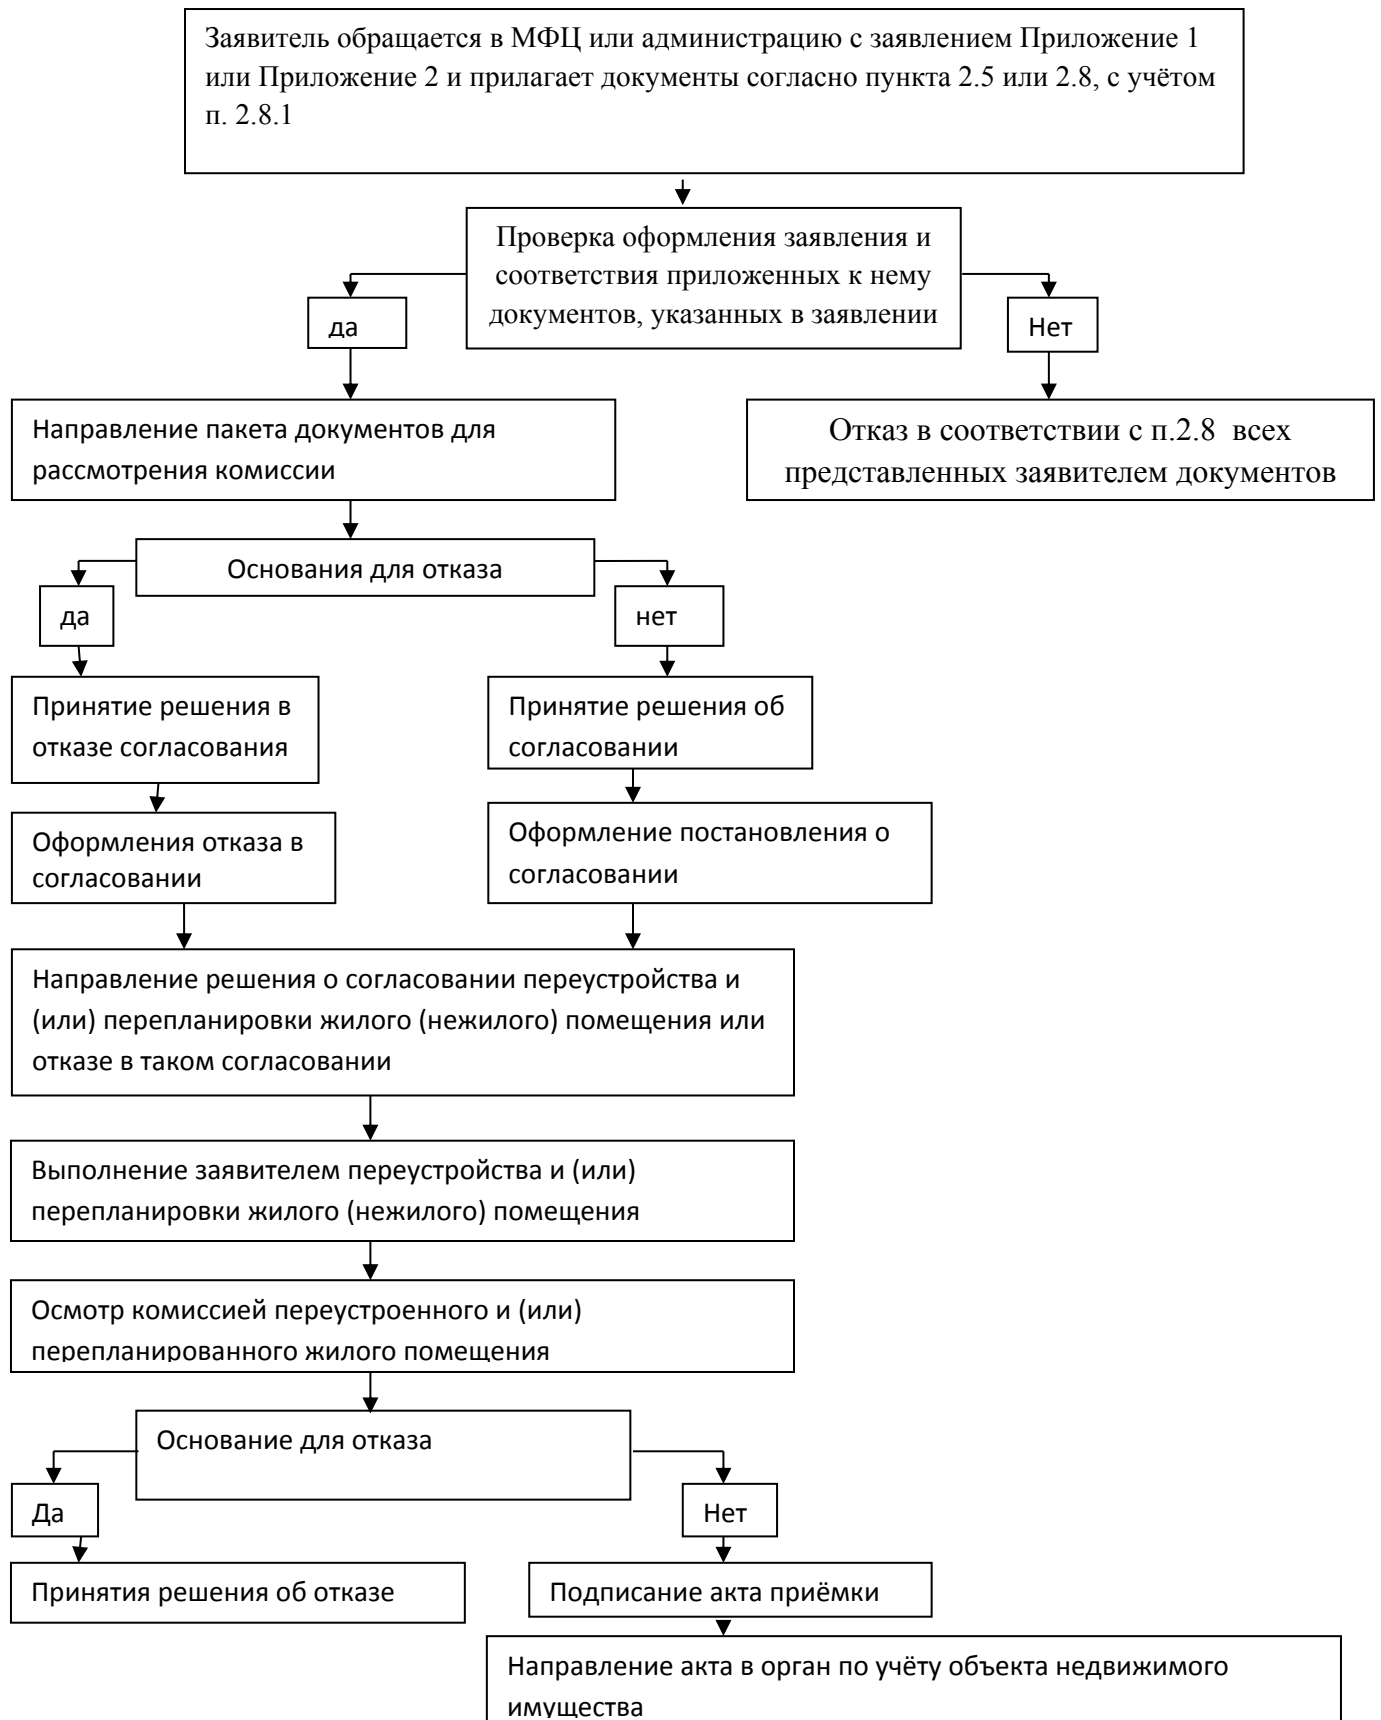 Заявитель обращается в МФЦ или администрацию с заявлением Приложение 1
или Приложение 2 и прилагает документы согласно пункта 2.5 или 2.8, с учётом
п. 2.8.1
Проверка оформления заявления и
соответствия приложенных к нему
документов, указанных в заявлении
да
Нет
Направление пакета документов для
рассмотрения комиссии
Отказ в соответствии с п.2.8 всех
представленных заявителем документов
Основания для отказа
да
нет
Принятие решения в
отказе согласования
Принятие решения об
согласовании
Оформления отказа в
согласовании
Оформление постановления о
согласовании
Направление решения о согласовании переустройства и
(или) перепланировки жилого (нежилого) помещения или
отказе в таком согласовании
Выполнение заявителем переустройства и (или)
перепланировки жилого (нежилого) помещения
Осмотр комиссией переустроенного и (или)
перепланированного жилого помещения
Основание для отказа
Да
Нет
Принятия решения об отказе
Подписание акта приёмки
Направление акта в орган по учёту объекта недвижимого
имущества